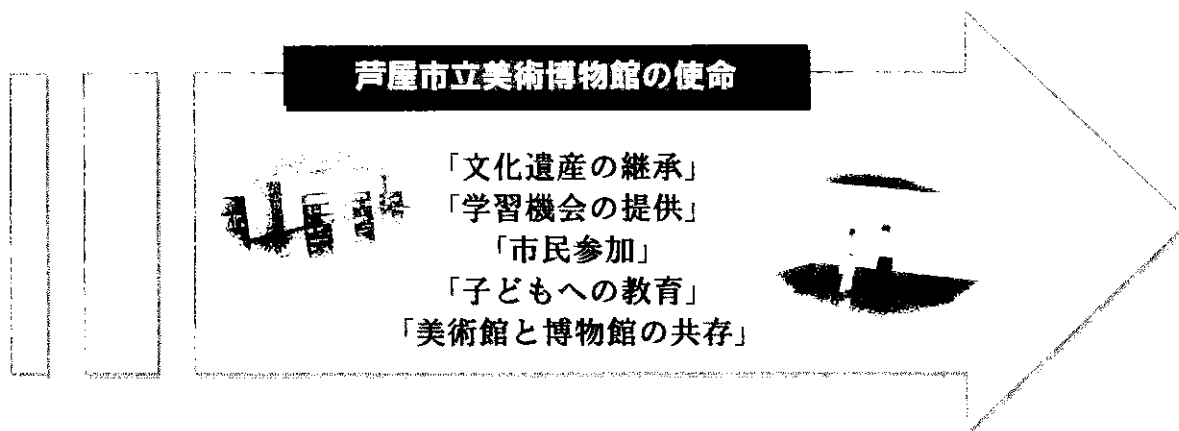 芦屋市立美術博物館の使命
「文化遺産の継承」
「学習機会の提供」
「市民参加」
「子どもへの教育」
「美術館と博物館の共存」